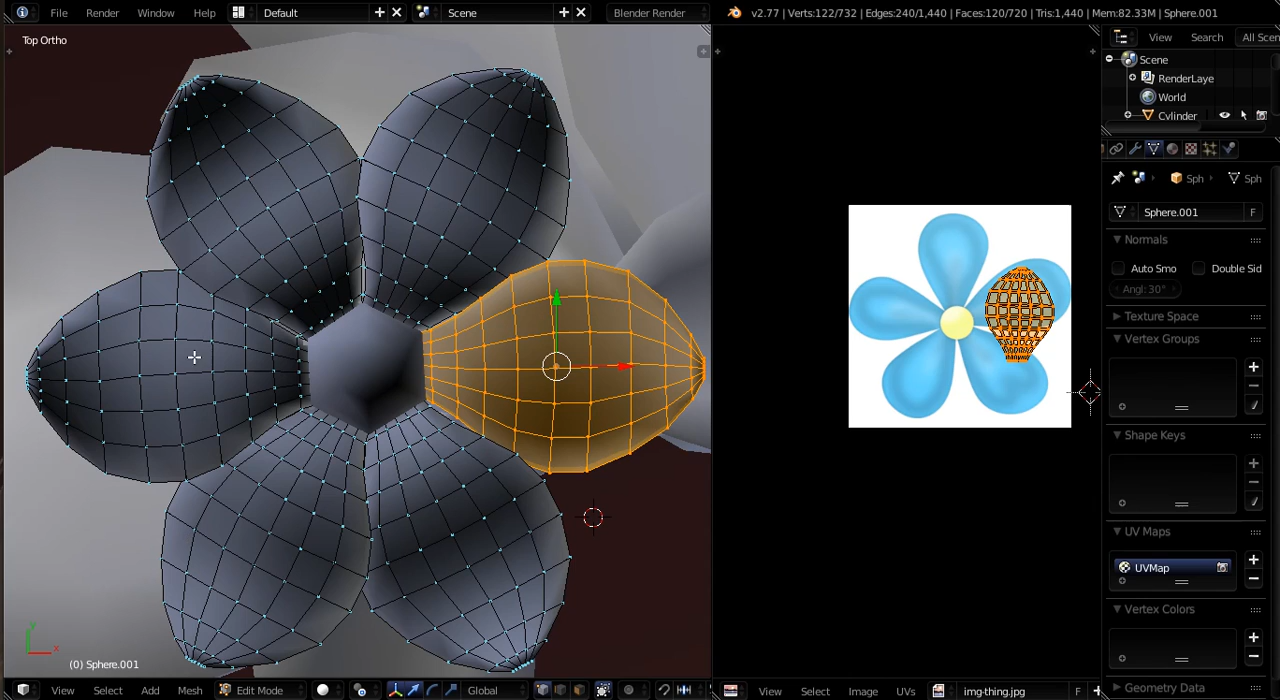 File Render Window Help Default Scene Blender Render v2.77 | Verts:122/732 | Edges:240/1,440 | Faces:120/720 | Tris:1,440 | Mem:82.33M | Sphere.001
Top Ortho
View Search All Scen
Scene
RenderLaye
World
Cylinder
Sph Sph
Sphere.001 F
Normals
Auto Smo Double Sid
Angl: 30°
Texture Space
Vertex Groups
Shape Keys
UV Maps
UVMap
Vertex Colors
Geometry Data
y
x
(0) Sphere.001
View Select Add Mesh Edit Mode Global View Select Image UVs img-thing.jpg F